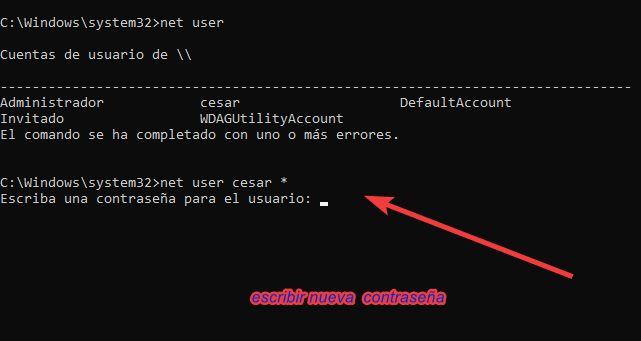 C:\Windows\system32>net user
Cuentas de usuario de \\
-------------------------------------------------------------------------------
Administrador            cesar                    DefaultAccount
Invitado                 WDAGUtilityAccount
El comando se ha completado con uno o más errores.
C:\Windows\system32>net user cesar *
Escriba una contraseña para el usuario:
escribir nueva contraseña